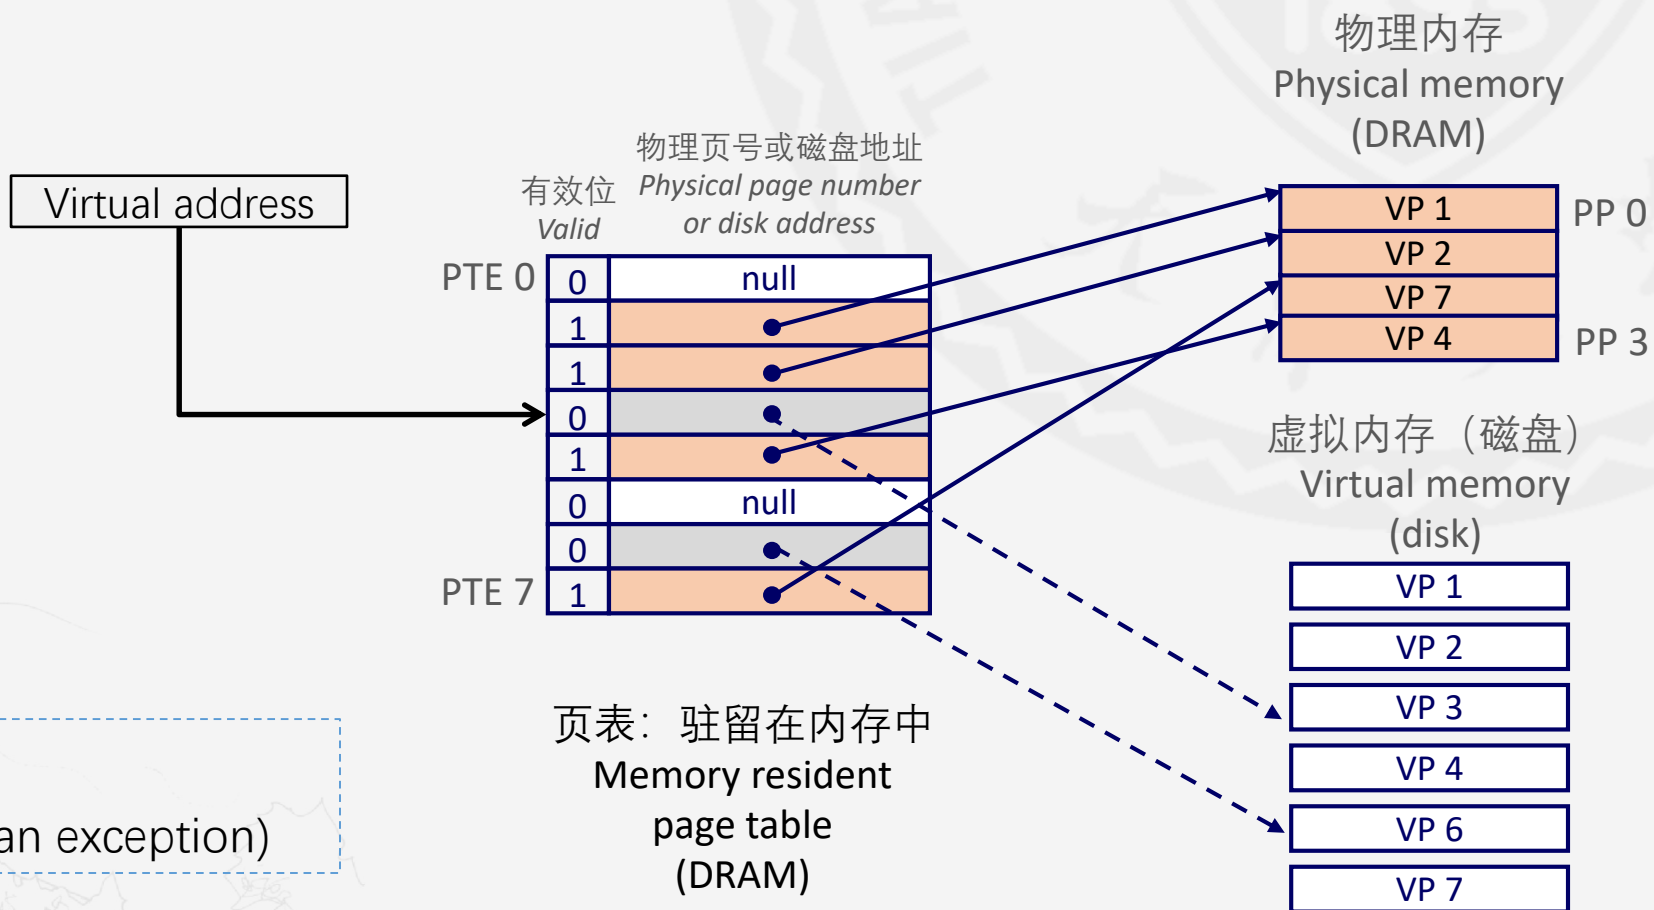 物理内存
Physical memory
(DRAM)
物理页号或磁盘地址
Physical page number
or disk address
有效位
Valid
Virtual address
PTE 0
0
null
1
1
0
1
0
null
0
PTE 7
1
VP 1
PP 0
VP 2
VP 7
VP 4
PP 3
虚拟内存（磁盘）
Virtual memory
(disk)
VP 1
VP 2
VP 3
VP 4
VP 6
VP 7
页表：驻留在内存中
Memory resident
page table
(DRAM)
an exception)